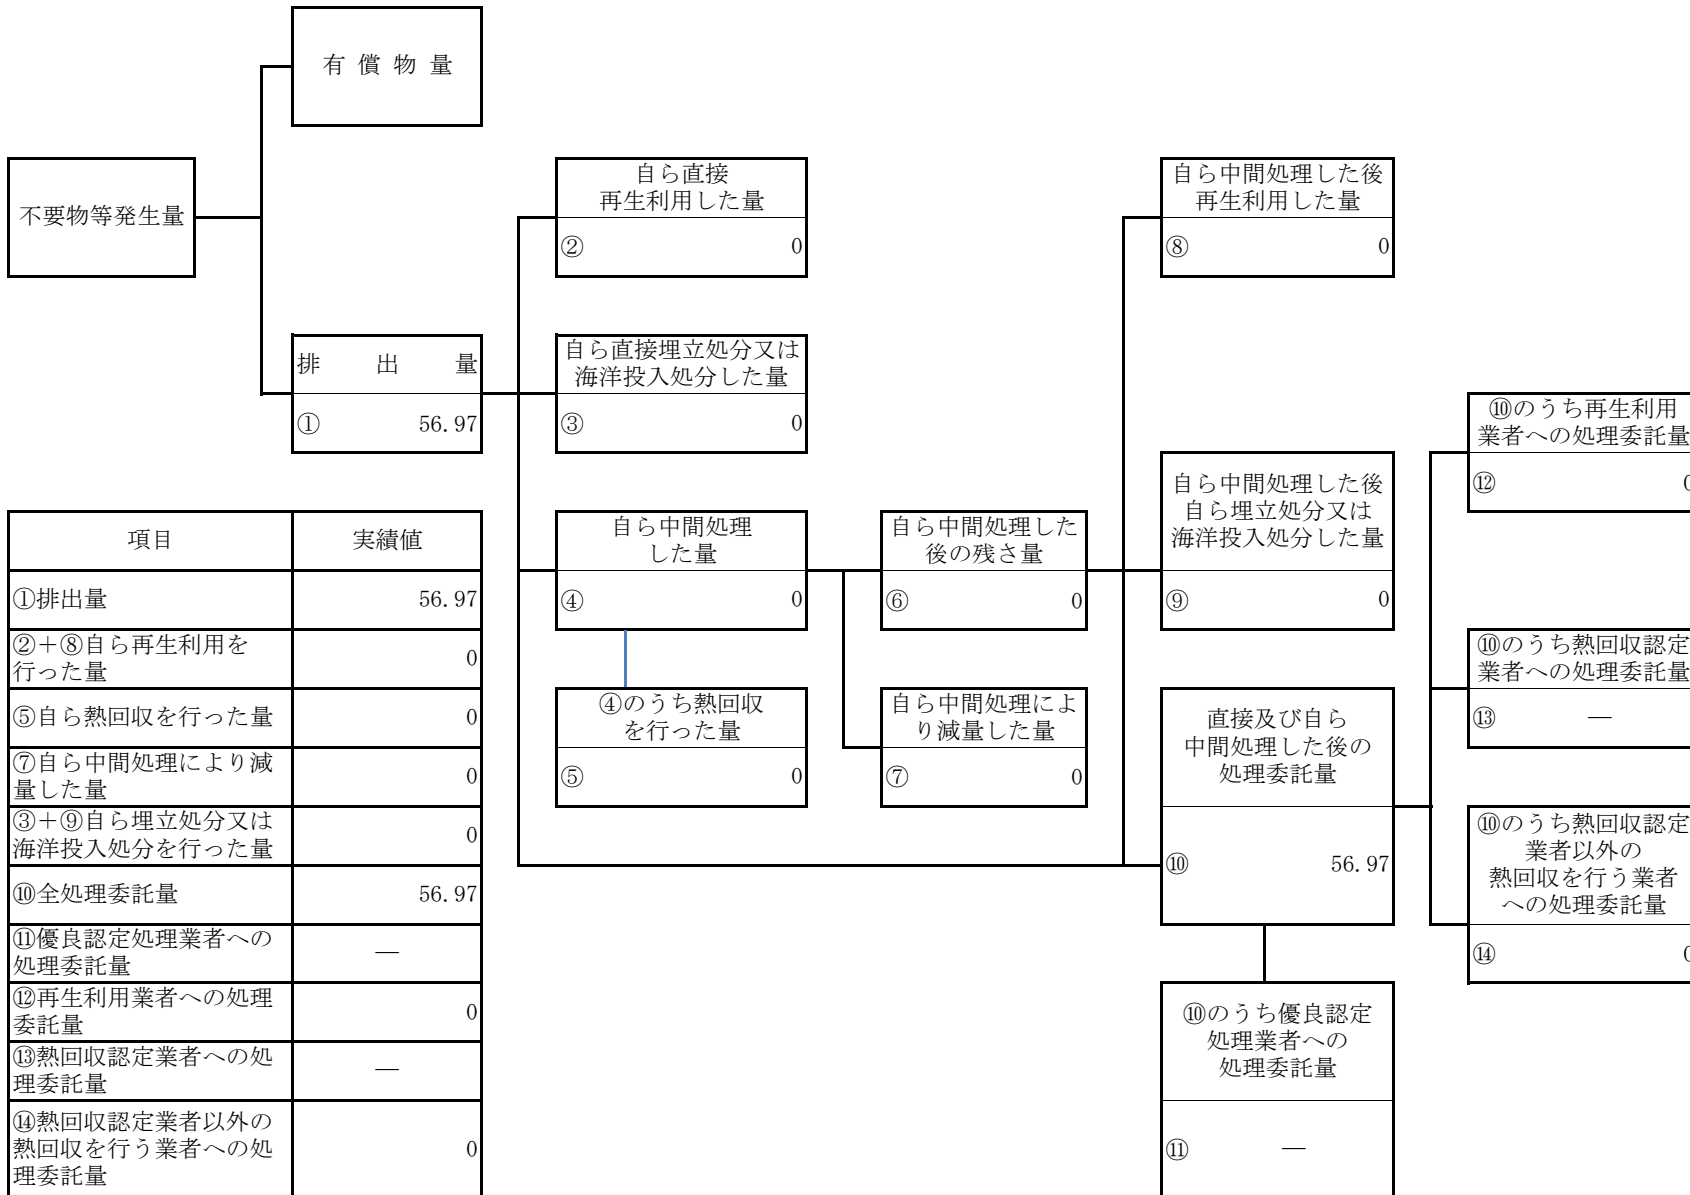 有 償 物 量
不要物等発生量
排 出 量
① 56.97
自ら直接
再生利用した量
② 0
自ら直接埋立処分又は
海洋投入処分した量
③ 0
自ら中間処理
した量
④ 0
④のうち熱回収
を行った量
⑤ 0
自ら中間処理した
後の残さ量
⑥ 0
自ら中間処理によ
り減量した量
⑦ 0
自ら中間処理した後
再生利用した量
⑧ 0
自ら中間処理した後
自ら埋立処分又は
海洋投入処分した量
⑨ 0
直接及び自ら
中間処理した後の
処理委託量
⑩ 56.97
⑩のうち優良認定
処理業者への
処理委託量
⑪ ―
⑩のうち再生利用
業者への処理委託量
⑫ 0
⑩のうち熱回収認定
業者への処理委託量
⑬ ―
⑩のうち熱回収認定
業者以外の
熱回収を行う業者
への処理委託量
⑭ 0
項目 実績値
①排出量 56.97
②＋⑧自ら再生利用を
行った量 0
⑤自ら熱回収を行った量 0
⑦自ら中間処理により減
量した量 0
③＋⑨自ら埋立処分又は
海洋投入処分を行った量 0
⑩全処理委託量 56.97
⑪優良認定処理業者への
処理委託量 ―
⑫再生利用業者への処理
委託量 0
⑬熱回収認定業者への処
理委託量 ―
⑭熱回収認定業者以外の
熱回収を行う業者への処
理委託量 0